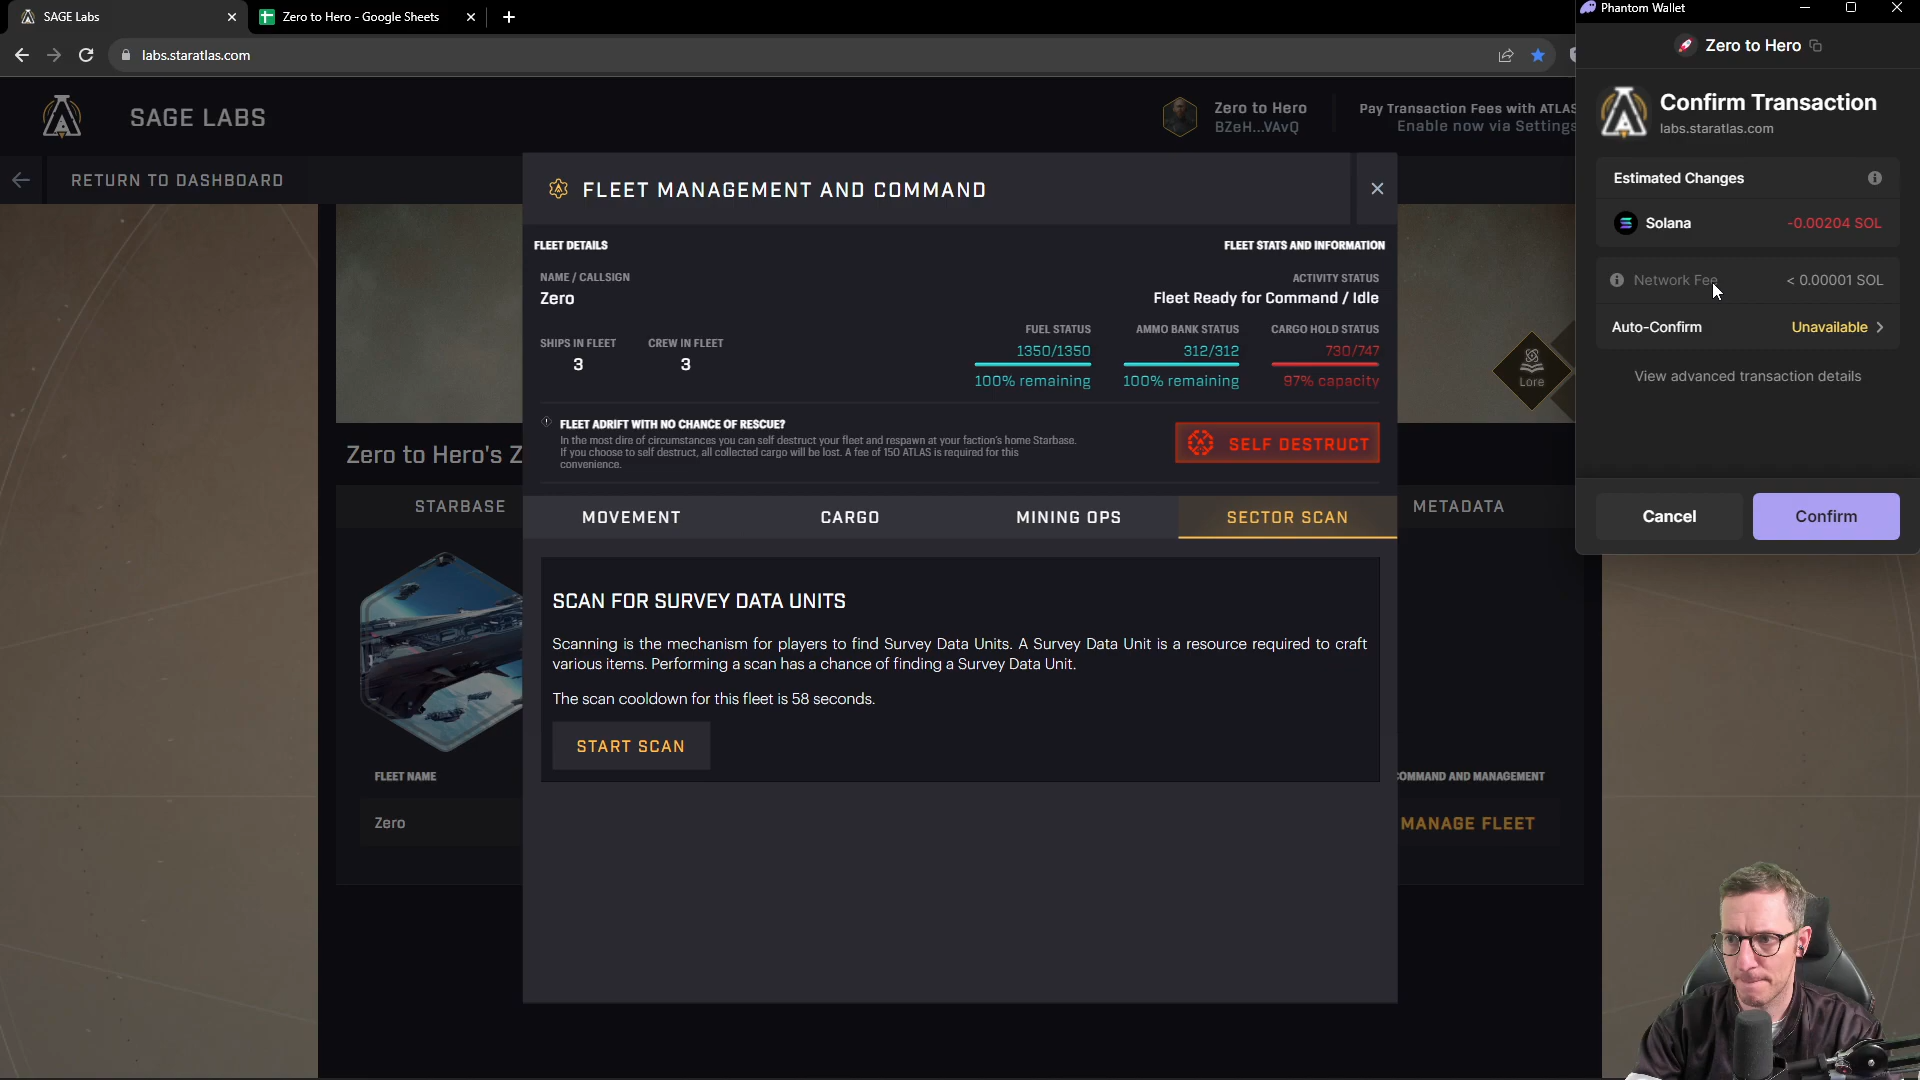 SAGE Labs
Zero to Hero - Google Sheets
labs.staratlas.com
SAGE LABS
Zero to Hero
BZeH...VAvQ
Pay Transaction Fees with ATLAS
Enable now via Settings
RETURN TO DASHBOARD
FLEET MANAGEMENT AND COMMAND
FLEET DETAILS
FLEET STATS AND INFORMATION
NAME / CALLSIGN
Zero
ACTIVITY STATUS
Fleet Ready for Command / Idle
SHIPS IN FLEET
3
CREW IN FLEET
3
FUEL STATUS
1350/1350
100% remaining
AMMO BANK STATUS
312/312
100% remaining
CARGO HOLD STATUS
730/747
97% capacity
FLEET ADRIFT WITH NO CHANCE OF RESCUE?
In the most dire of circumstances you can self destruct your fleet and respawn at your faction's home Starbase.
If you choose to self destruct, all collected cargo will be lost. A fee of 150 ATLAS is required for this
convenience.
SELF DESTRUCT
MOVEMENT
CARGO
MINING OPS
SECTOR SCAN
SCAN FOR SURVEY DATA UNITS
Scanning is the mechanism for players to find Survey Data Units. A Survey Data Unit is a resource required to craft
various items. Performing a scan has a chance of finding a Survey Data Unit.
The scan cooldown for this fleet is 58 seconds.
START SCAN
Zero to Hero's Z
STARBASE
METADATA
Lore
FLEET NAME
Zero
COMMAND AND MANAGEMENT
MANAGE FLEET
Phantom Wallet
Zero to Hero
Confirm Transaction
labs.staratlas.com
Estimated Changes
Solana
-0.00204 SOL
Network Fee
< 0.00001 SOL
Auto-Confirm
Unavailable
View advanced transaction details
Cancel
Confirm